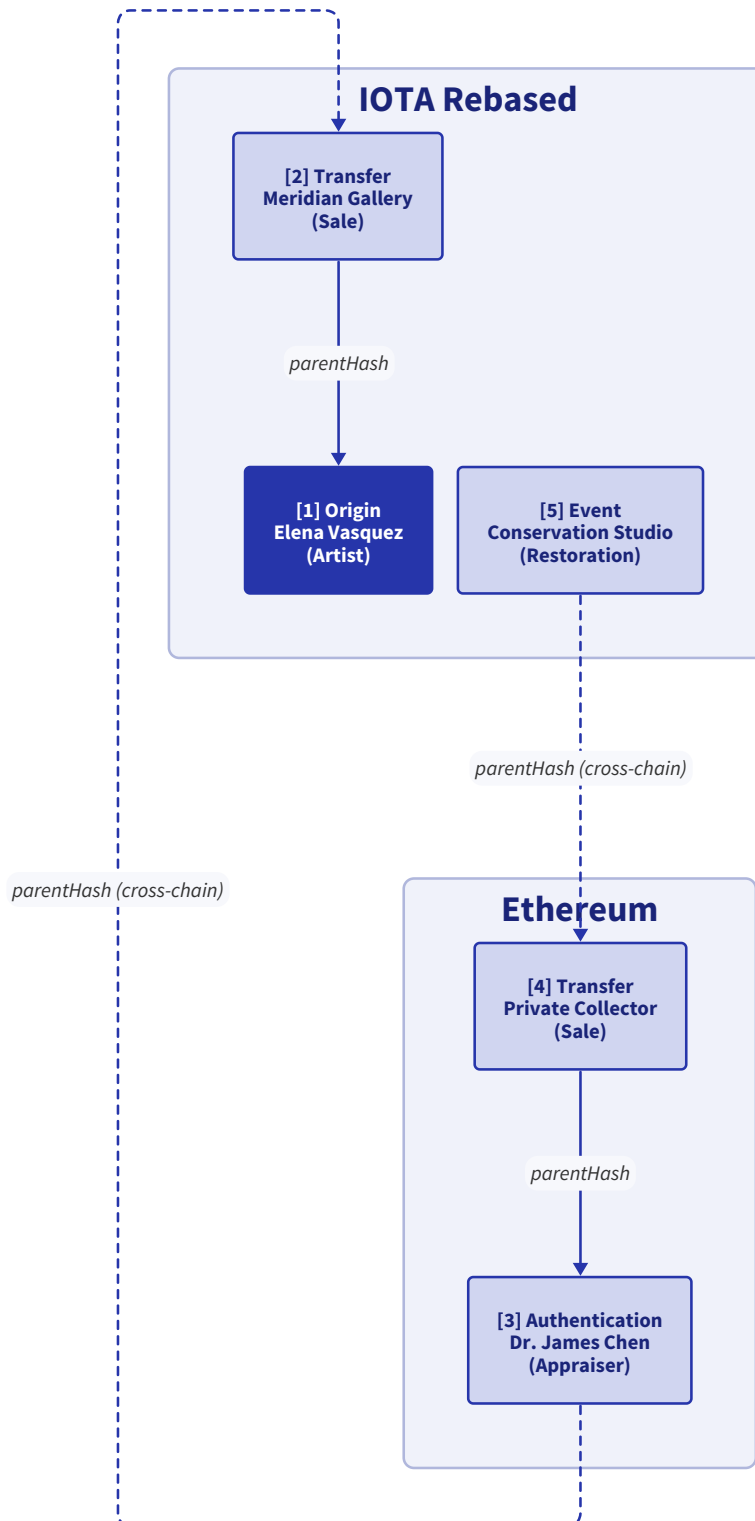 IOTA Rebased
[2] Transfer
Meridian Gallery
(Sale)
parentHash
[1] Origin
Elena Vasquez
(Artist)
[5] Event
Conservation Studio
(Restoration)
parentHash (cross-chain)
parentHash (cross-chain)
Ethereum
[4] Transfer
Private Collector
(Sale)
parentHash
[3] Authentication
Dr. James Chen
(Appraiser)